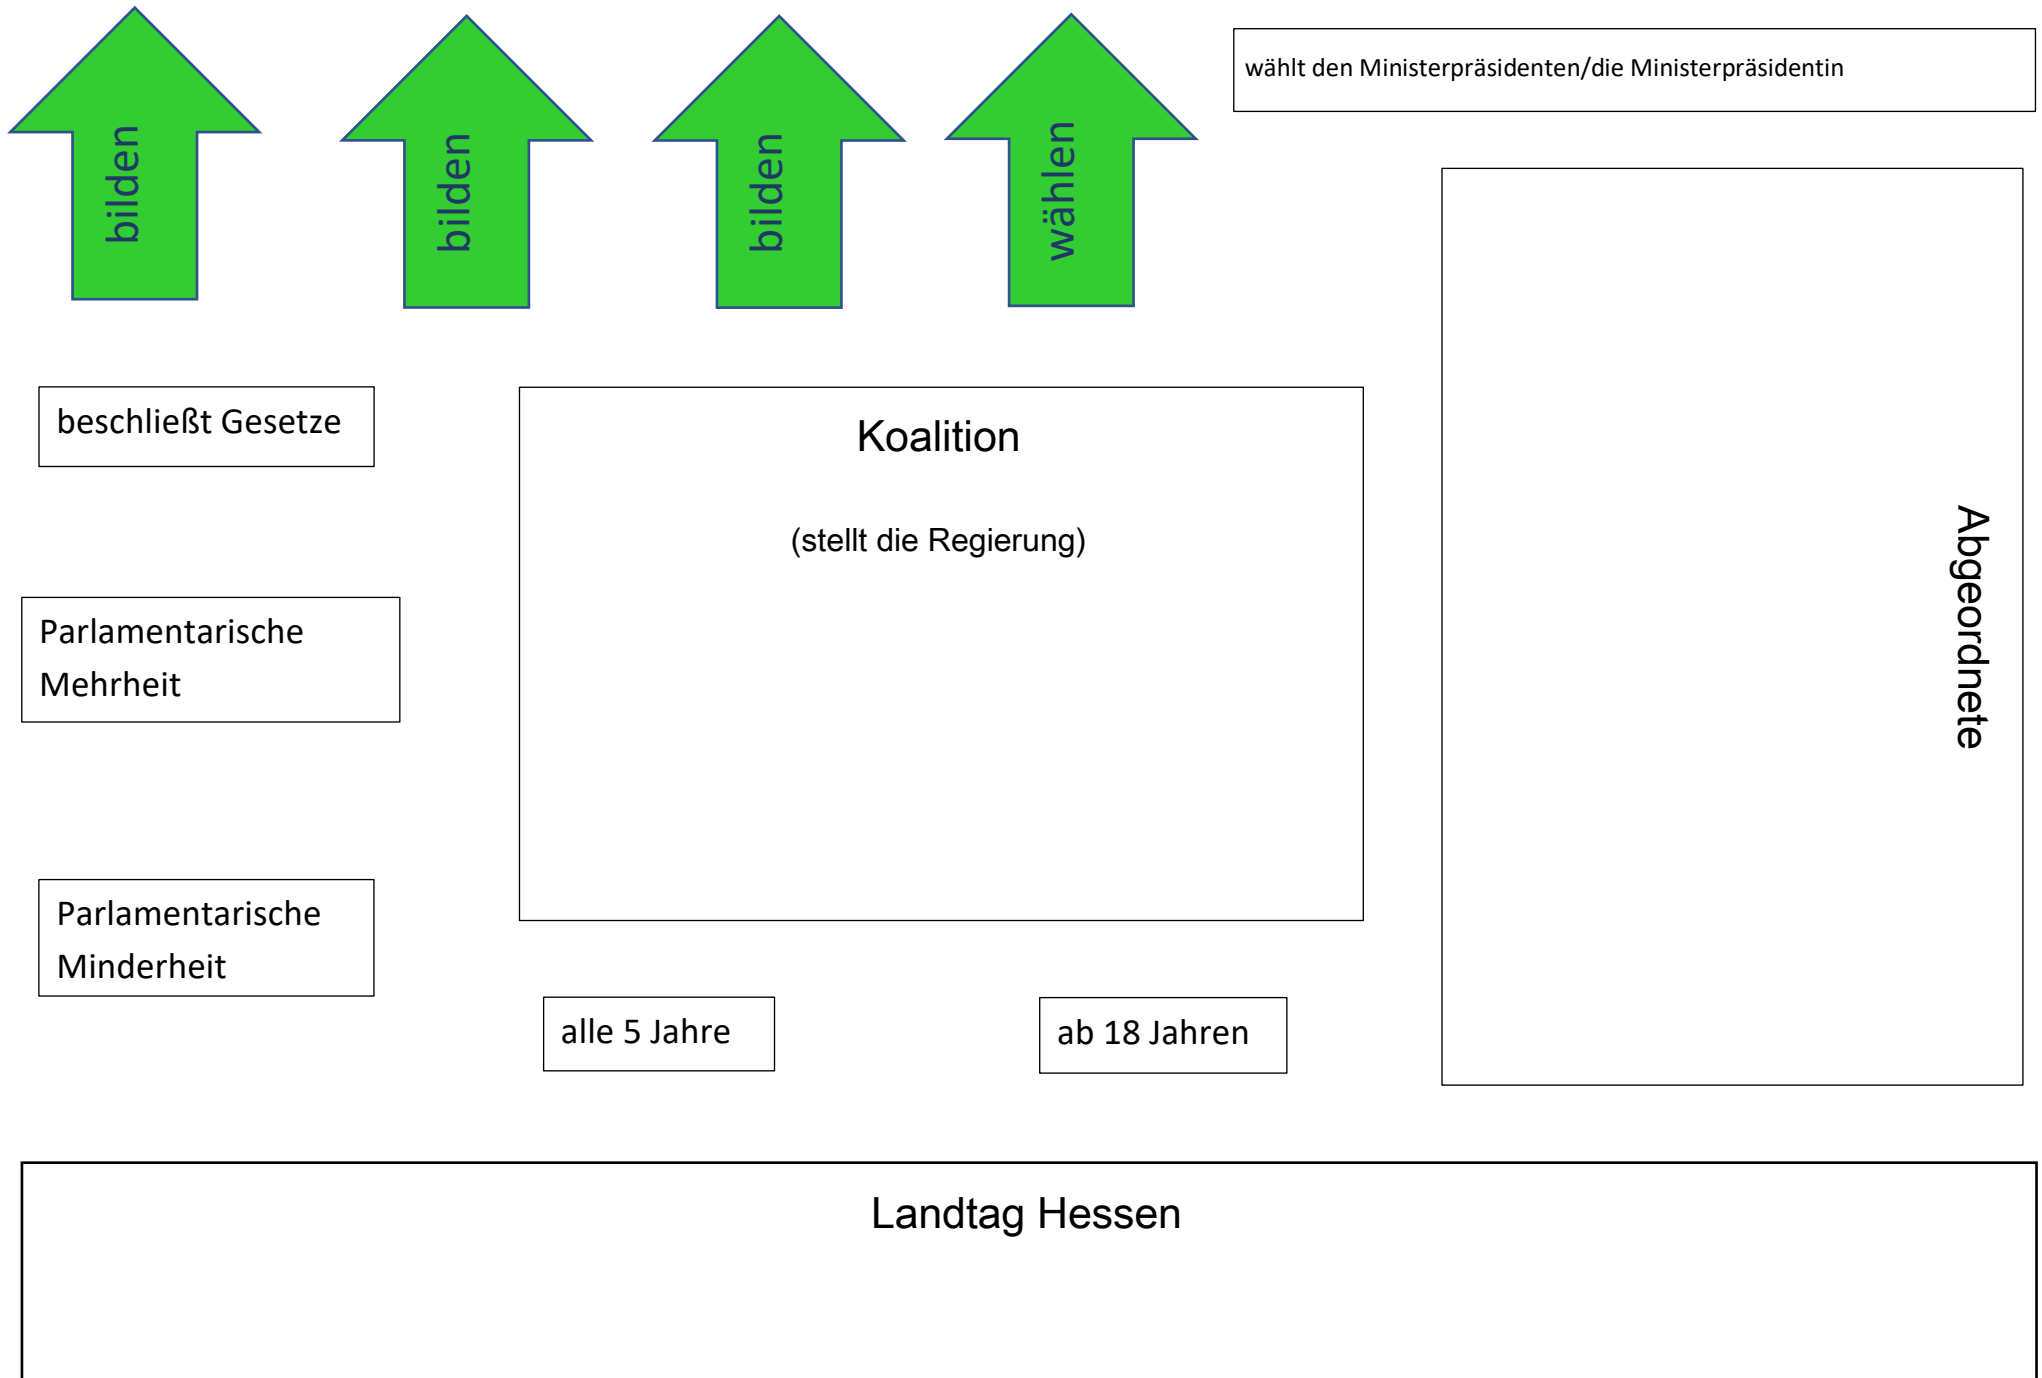 bilden
bilden
bilden
wählen
wählt den Ministerpräsidenten/die Ministerpräsidentin
beschließt Gesetze
Koalition
(stellt die Regierung)
Abgeordnete
Parlamentarische
Mehrheit
Parlamentarische
Minderheit
alle 5 Jahre
ab 18 Jahren
Landtag Hessen